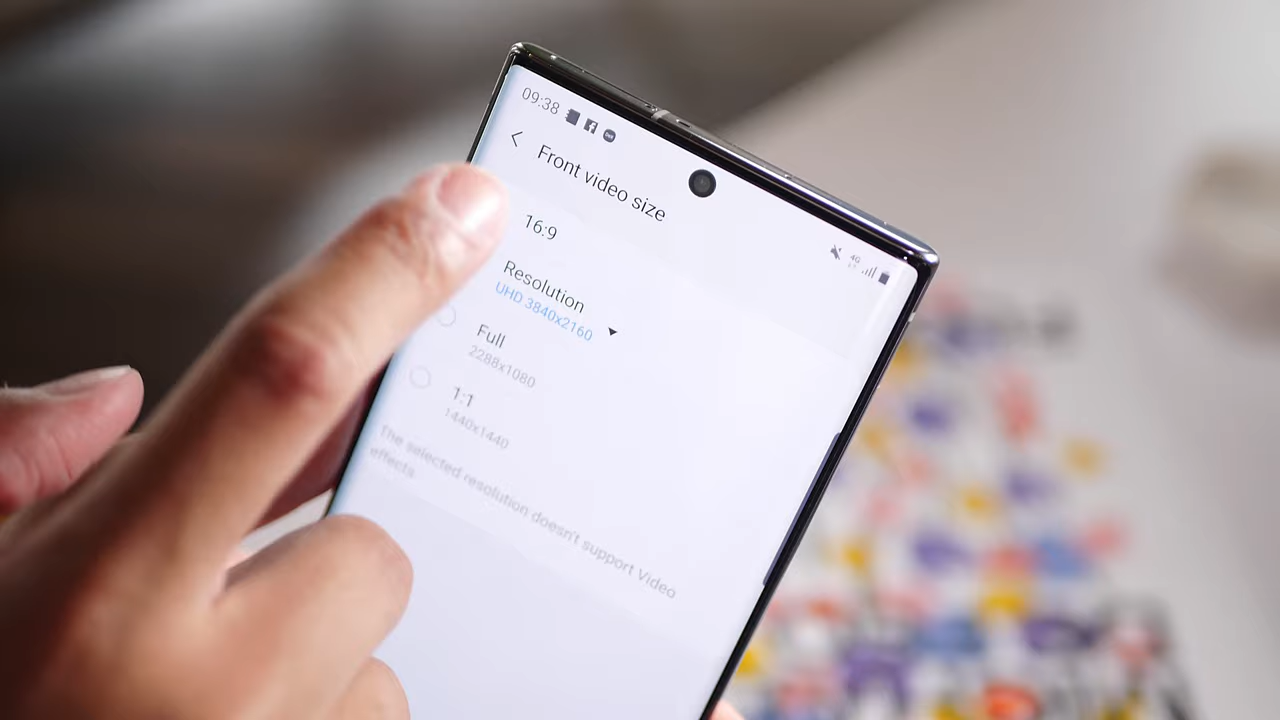 09:38
4G
Front video size
16:9
Resolution
UHD 3840x2160
Full
2288x1080
1:1
1440x1440
The selected resolution doesn't support Video
effects.